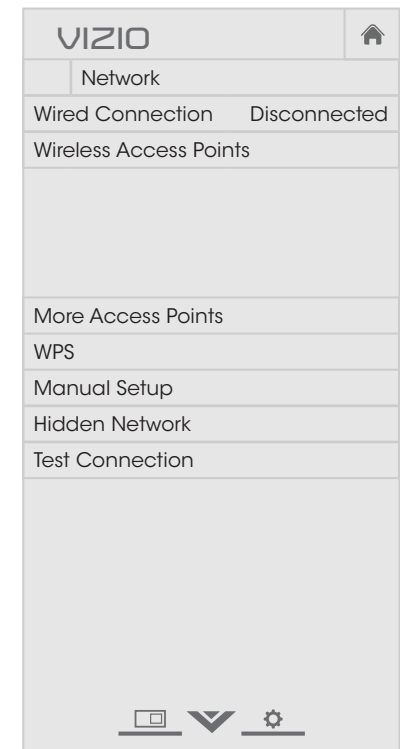 VIZIO
Network
Wired Connection Disconnected
Wireless Access Points
More Access Points
WPS
Manual Setup
Hidden Network
Test Connection